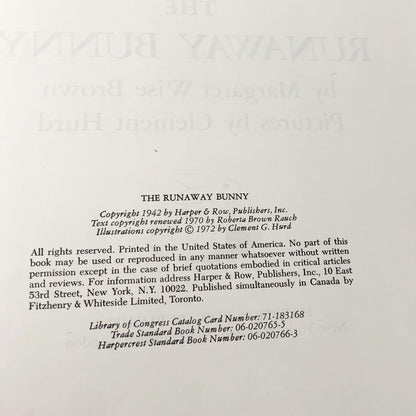 THE
RUNAWAY BUNNY
by Margaret Wise Brown
Pictures by Clement Hurd
THE RUNAWAY BUNNY
Copyright 1942 by Harper & Row, Publishers, Inc.
Text copyright renewed 1970 by Roberta Brown Rauch
Illustrations copyright © 1972 by Clement G. Hurd
All rights reserved. Printed in the United States of America. No part of this
book may be used or reproduced in any manner whatsoever without written
permission except in the case of brief quotations embodied in critical articles
and reviews. For information address Harper & Row, Publishers, Inc., 10 East
53rd Street, New York, N.Y. 10022. Published simultaneously in Canada by
Fitzhenry & Whiteside Limited, Toronto.
Library of Congress Catalog Card Number: 71-183168
Trade Standard Book Number: 06-020765-5
Harpercrest Standard Book Number: 06-020766-3